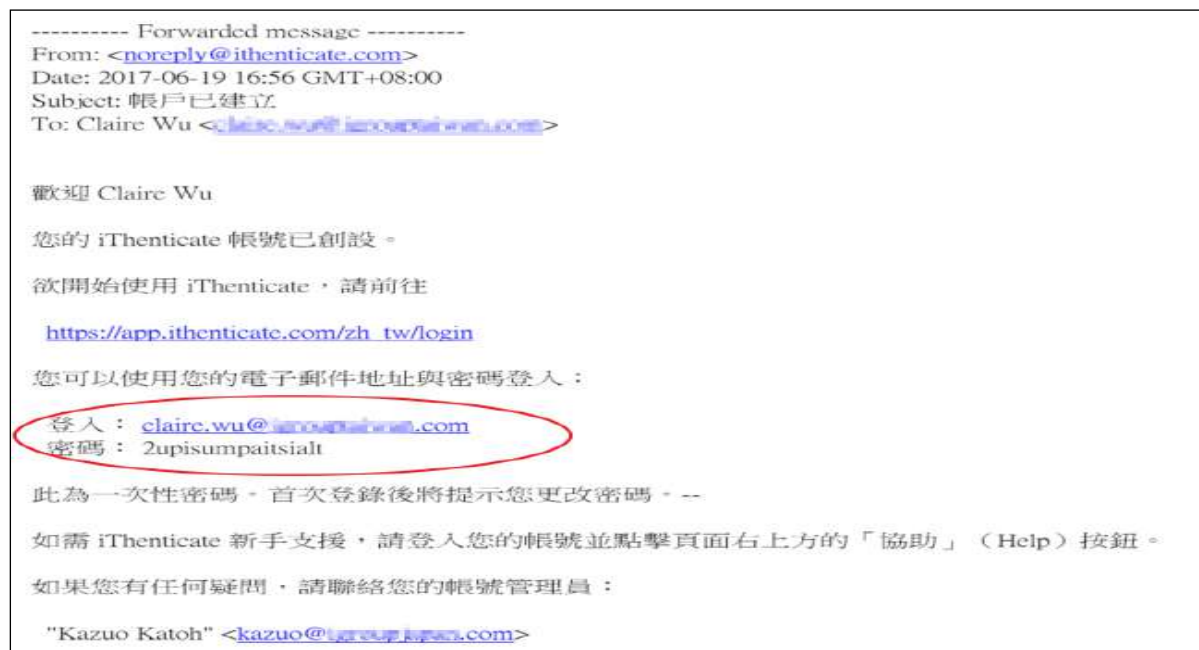 ---------- Forwarded message ----------
From: <noreply@ithenticate.com>
Date: 2017-06-19 16:56 GMT+08:00
Subject: 帳戶已建立
To: Claire Wu <
歡迎 Claire Wu
您的 iThenticate 帳號已創設。
欲開始使用 iThenticate，請前往
https://app.ithenticate.com/zh_tw/login
您可以使用您的電子郵件地址與密碼登入：
登入： claire.wu@ .com
密碼： 2upisumpaitsialt
此為一次性密碼。首次登錄後將提示您更改密碼。--
如需 iThenticate 新手支援，請登入您的帳號並點擊頁面右上方的「協助」（Help）按鈕。
如果您有任何疑問，請聯絡您的帳號管理員：
"Kazuo Katoh" <kazuo@ .com>